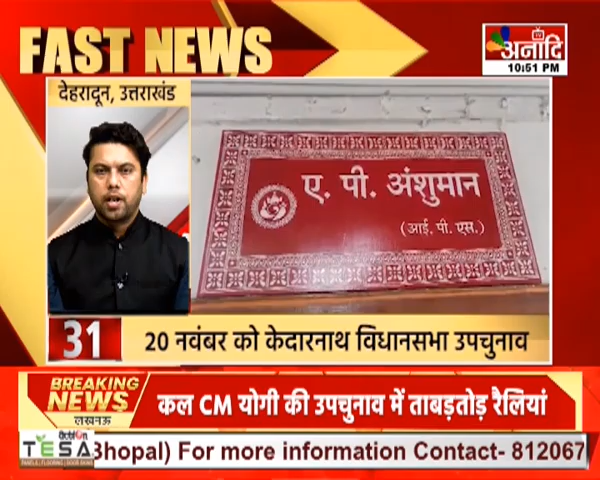 FAST NEWS
TV
अनादि
10:51 PM
देहरादून, उत्तराखंड
ए. पी. अंशुमान
(आई. पी. एस.)
31
20 नवंबर को केदारनाथ विधानसभा उपचुनाव
BREAKING
NEWS
लखनऊ
कल CM योगी की उपचुनाव में ताबड़तोड़ रैलियां
TESA
Bhopal) For more information Contact- 812067